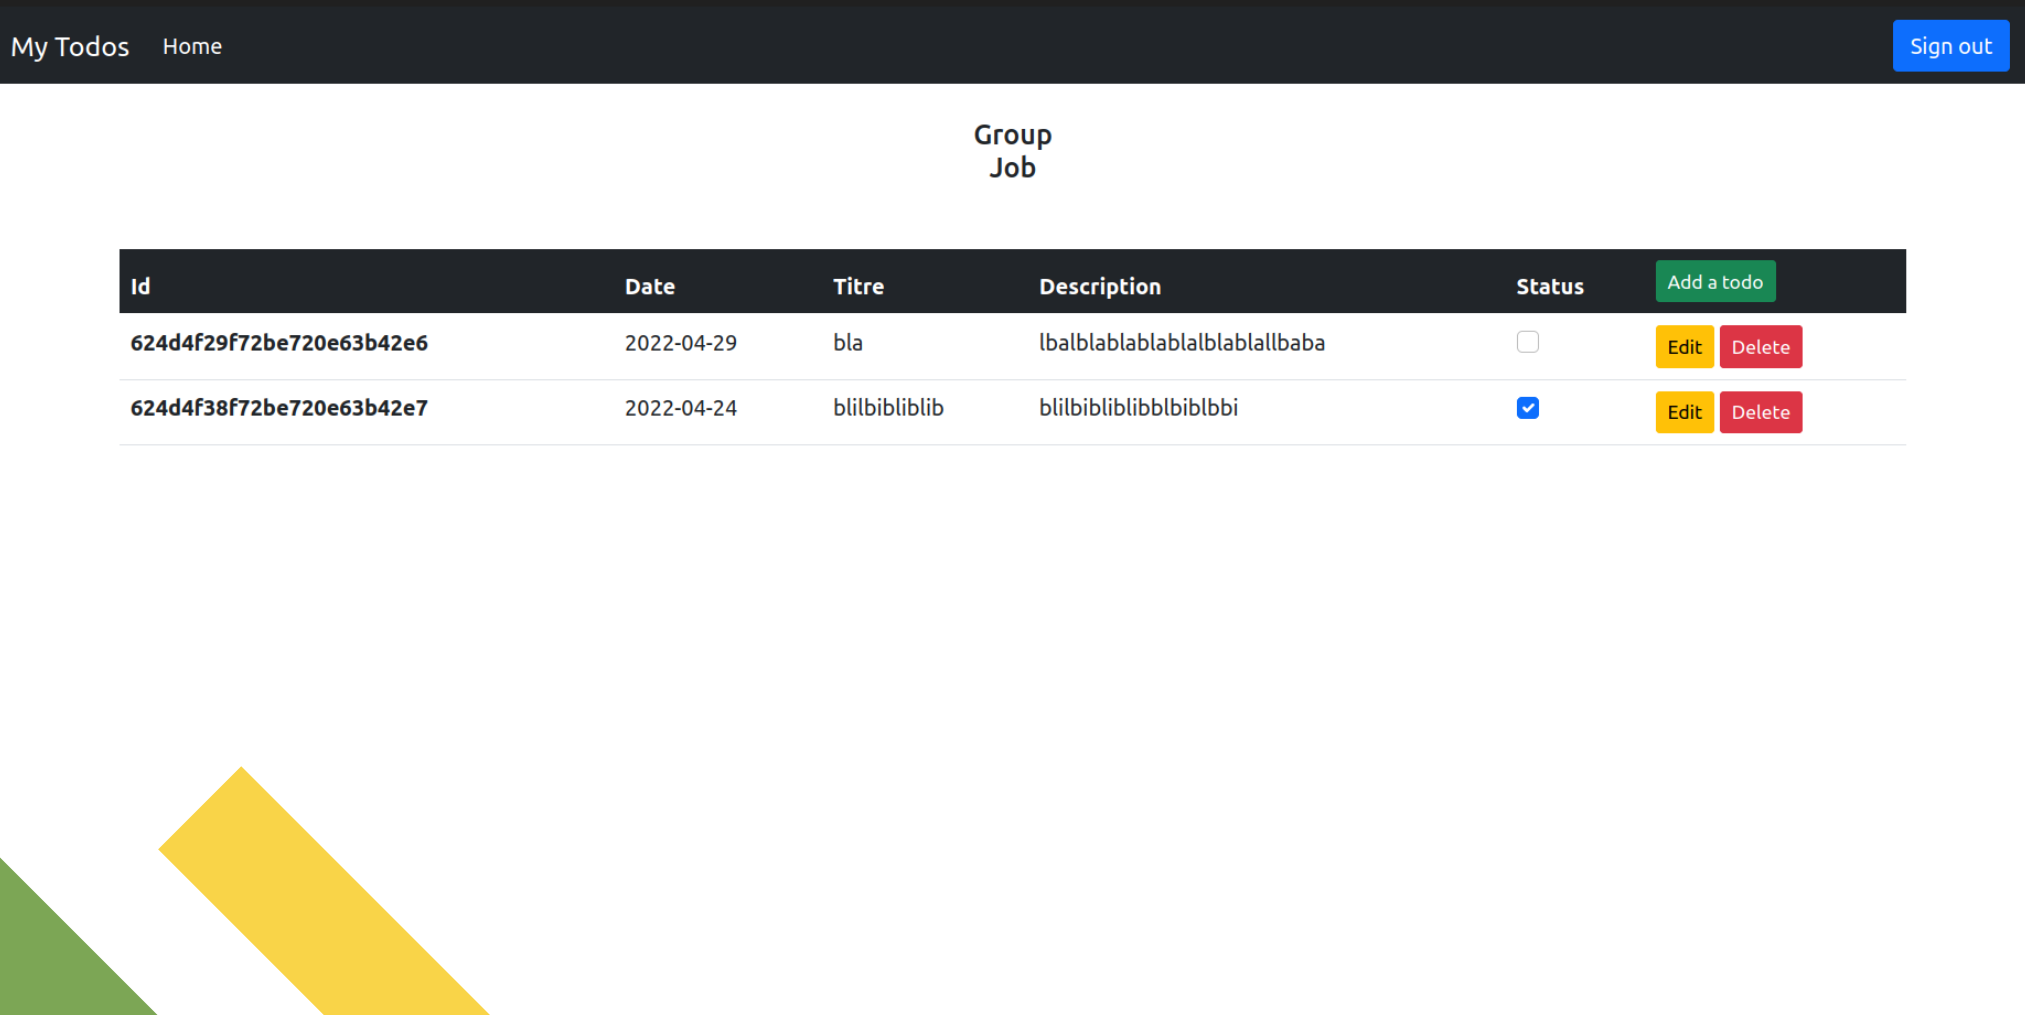 My Todos Home Sign out
Group
Job
Id Date Titre Description Status Add a todo
624d4f29f72be720e63b42e6 2022-04-29 bla lbalblablablablalblablallbaba Edit Delete
624d4f38f72be720e63b42e7 2022-04-24 blilbibliblib blilbibliblibblbiblbbi Edit Delete